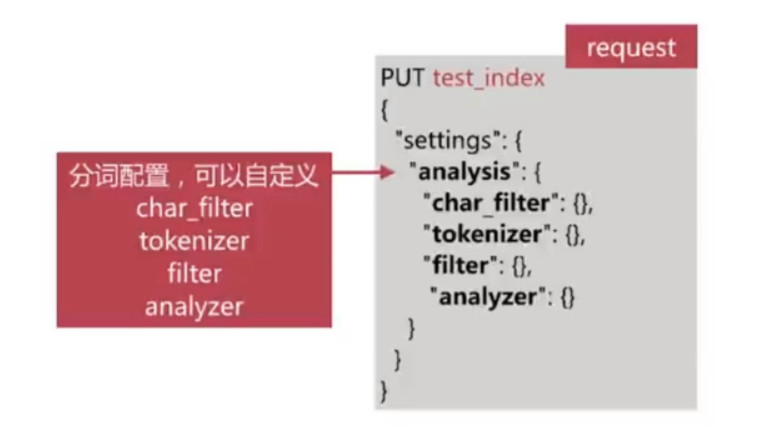 request
PUT test_index
{
"settings": {
"analysis": {
"char_filter": {},
"tokenizer": {},
"filter": {},
"analyzer": {}
}
}
}
分词配置，可以自定义
char_filter
tokenizer
filter
analyzer